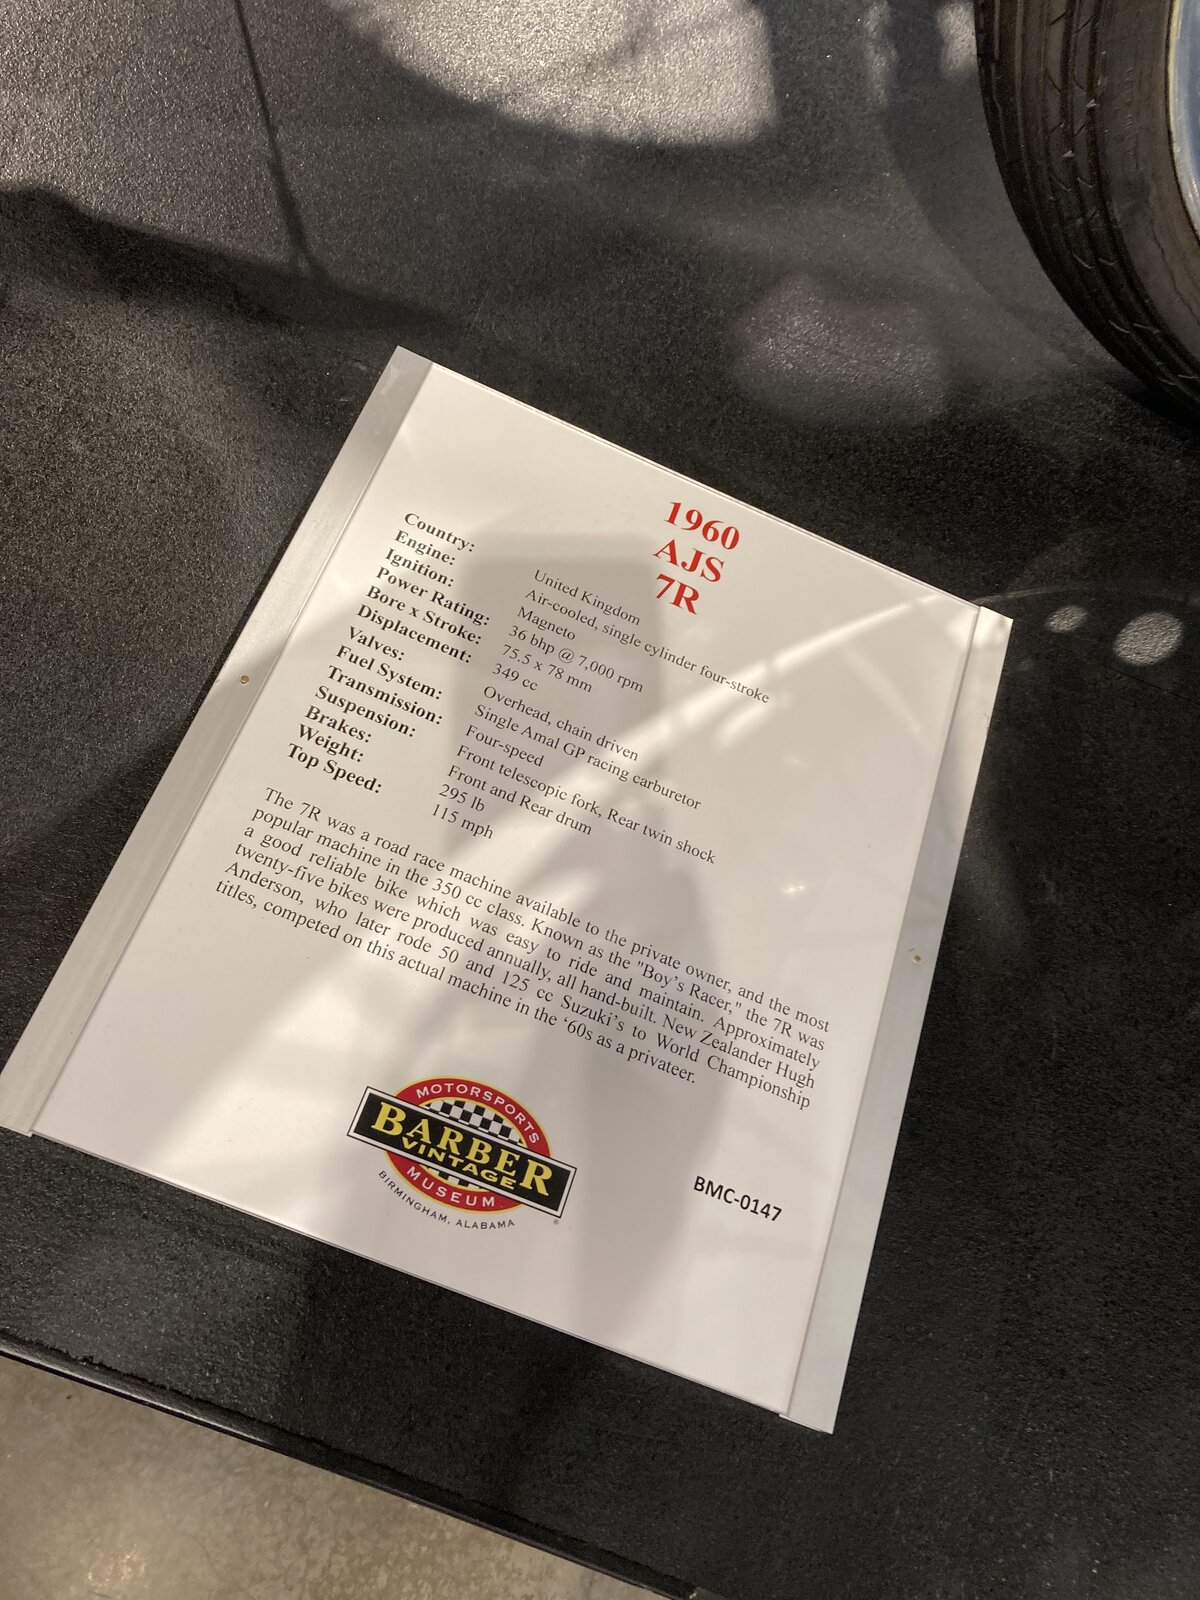 1960
AJS
7R
Country: United Kingdom
Engine: Air-cooled, single cylinder four-stroke
Ignition: Magneto
Power Rating: 36 bhp @ 7,000 rpm
Bore x Stroke: 75.5 x 78 mm
Displacement: 349 cc
Valves: Overhead, chain driven
Fuel System: Single Amal GP racing carburetor
Transmission: Four-speed
Suspension: Front telescopic fork, Rear twin shock
Brakes: Front and Rear drum
Weight: 295 lb
Top Speed: 115 mph
The 7R was a road race machine available to the private owner, and the most
popular machine in the 350 cc class. Known as the "Boy's Racer," the 7R was
a good reliable bike which was easy to ride and maintain. Approximately
twenty-five bikes were produced annually, all hand-built. New Zealander Hugh
Anderson, who later rode 50 and 125 cc Suzuki's to World Championship
titles, competed on this actual machine in the ‘60s as a privateer.
MOTORSPORTS
BARBER
VINTAGE
MUSEUM
BIRMINGHAM, ALABAMA
®
BMC-0147